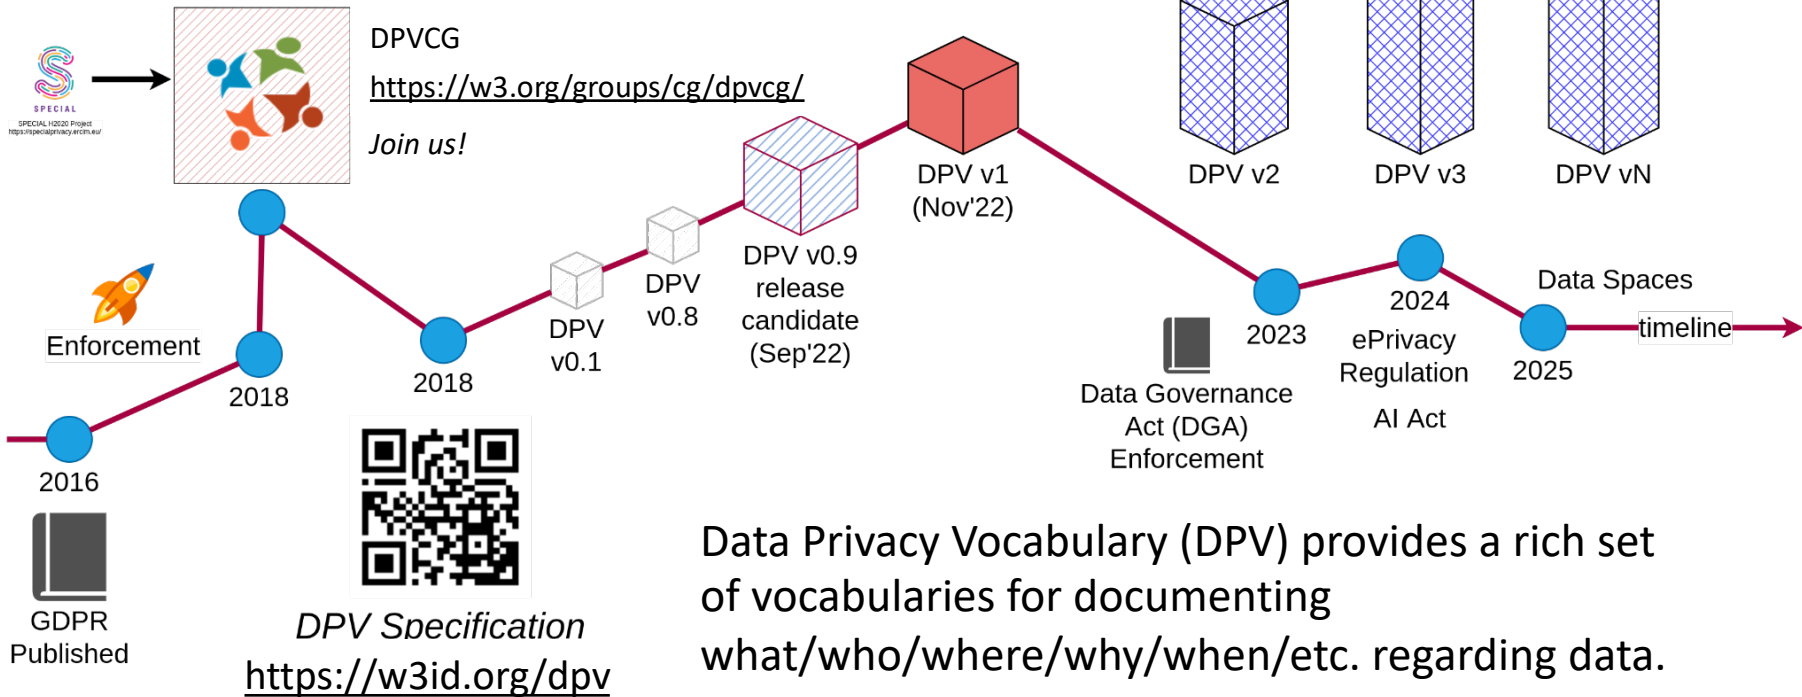 SPECIAL
SPECIAL H2020 Project
https://specialprivacy.ercim.eu/
DPVCG
https://w3.org/groups/cg/dpvcg/
Join us!
Enforcement
2016
GDPR
Published
2018
2018
DPV Specification
https://w3id.org/dpv
DPV
v0.1
DPV
v0.8
DPV v0.9
release
candidate
(Sep'22)
DPV v1
(Nov'22)
DPV v2
DPV v3
DPV vN
2023
Data Governance
Act (DGA)
Enforcement
2024
ePrivacy
Regulation
AI Act
Data Spaces
2025
timeline
Data Privacy Vocabulary (DPV) provides a rich set
of vocabularies for documenting
what/who/where/why/when/etc. regarding data.